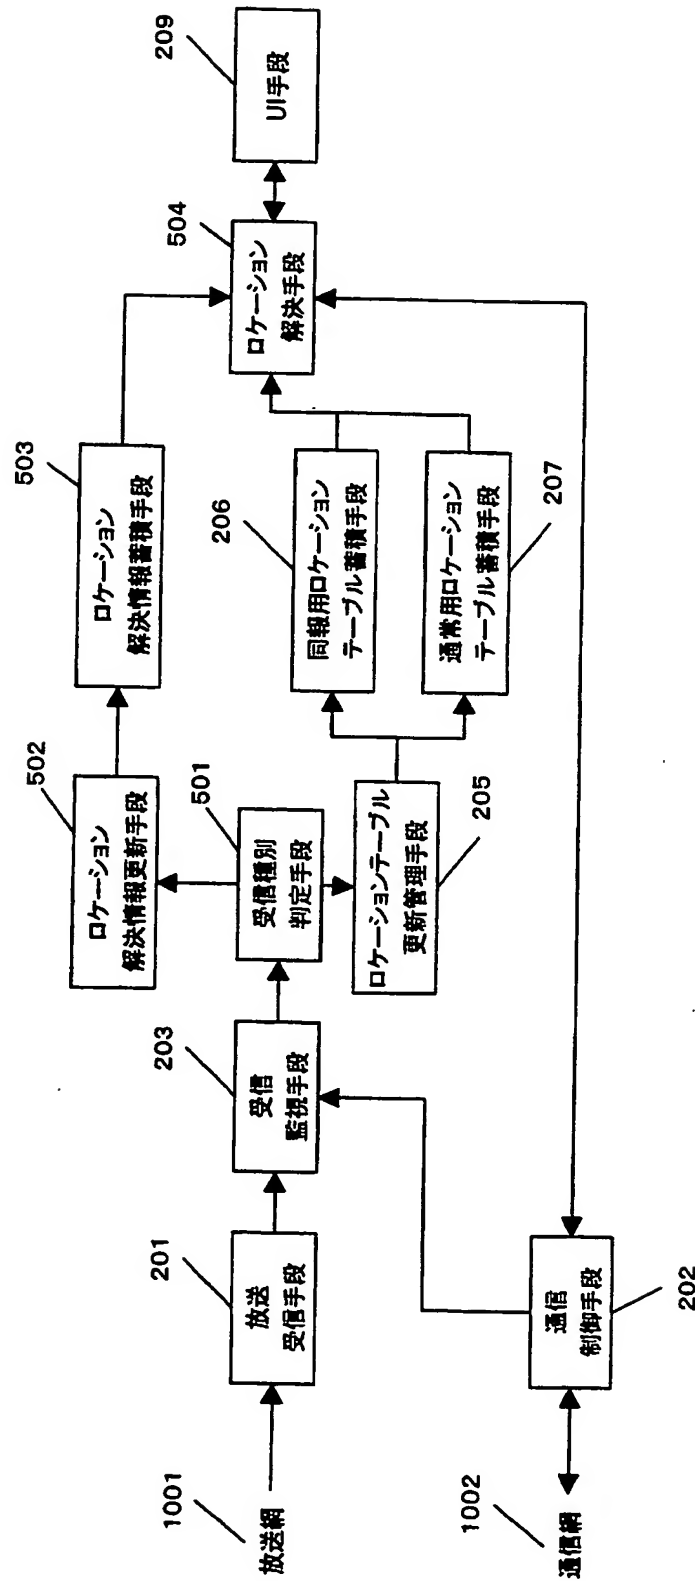 1001
放送網
201
放送
受信手段
203
受信
監視手段
501
受信種別
判定手段
502
ロケーション
解決情報更新手段
503
ロケーション
解決情報蓄積手段
205
ロケーションテーブル
更新管理手段
206
同報用ロケーション
テーブル蓄積手段
207
通常用ロケーション
テーブル蓄積手段
504
ロケーション
解決手段
209
UI手段
1002
通信網
202
通信
制御手段